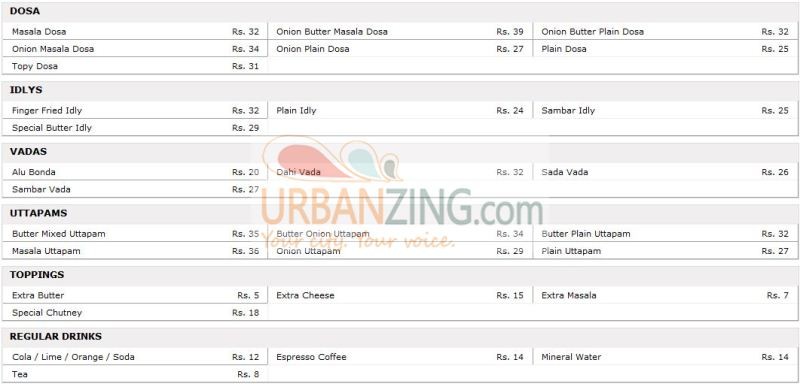 DOSA
Masala Dosa Rs. 32 Onion Butter Masala Dosa Rs. 39 Onion Butter Plain Dosa Rs. 32
Onion Masala Dosa Rs. 34 Onion Plain Dosa Rs. 27 Plain Dosa Rs. 25
Topy Dosa Rs. 31
IDLYS
Finger Fried Idly Rs. 32 Plain Idly Rs. 24 Sambar Idly Rs. 25
Special Butter Idly Rs. 29
VADAS
Alu Bonda Rs. 20 Dahi Vada Rs. 32 Sada Vada Rs. 26
Sambar Vada Rs. 27
URBANZING.com
UTTAPAMS
Butter Mixed Uttapam Rs. 35 Butter Onion Uttapam Rs. 34 Butter Plain Uttapam Rs. 32
Your city. Your voice.
Masala Uttapam Rs. 36 Onion Uttapam Rs. 29 Plain Uttapam Rs. 27
TOPPINGS
Extra Butter Rs. 5 Extra Cheese Rs. 15 Extra Masala Rs. 7
Special Chutney Rs. 18
REGULAR DRINKS
Cola / Lime / Orange / Soda Rs. 12 Espresso Coffee Rs. 14 Mineral Water Rs. 14
Tea Rs. 8